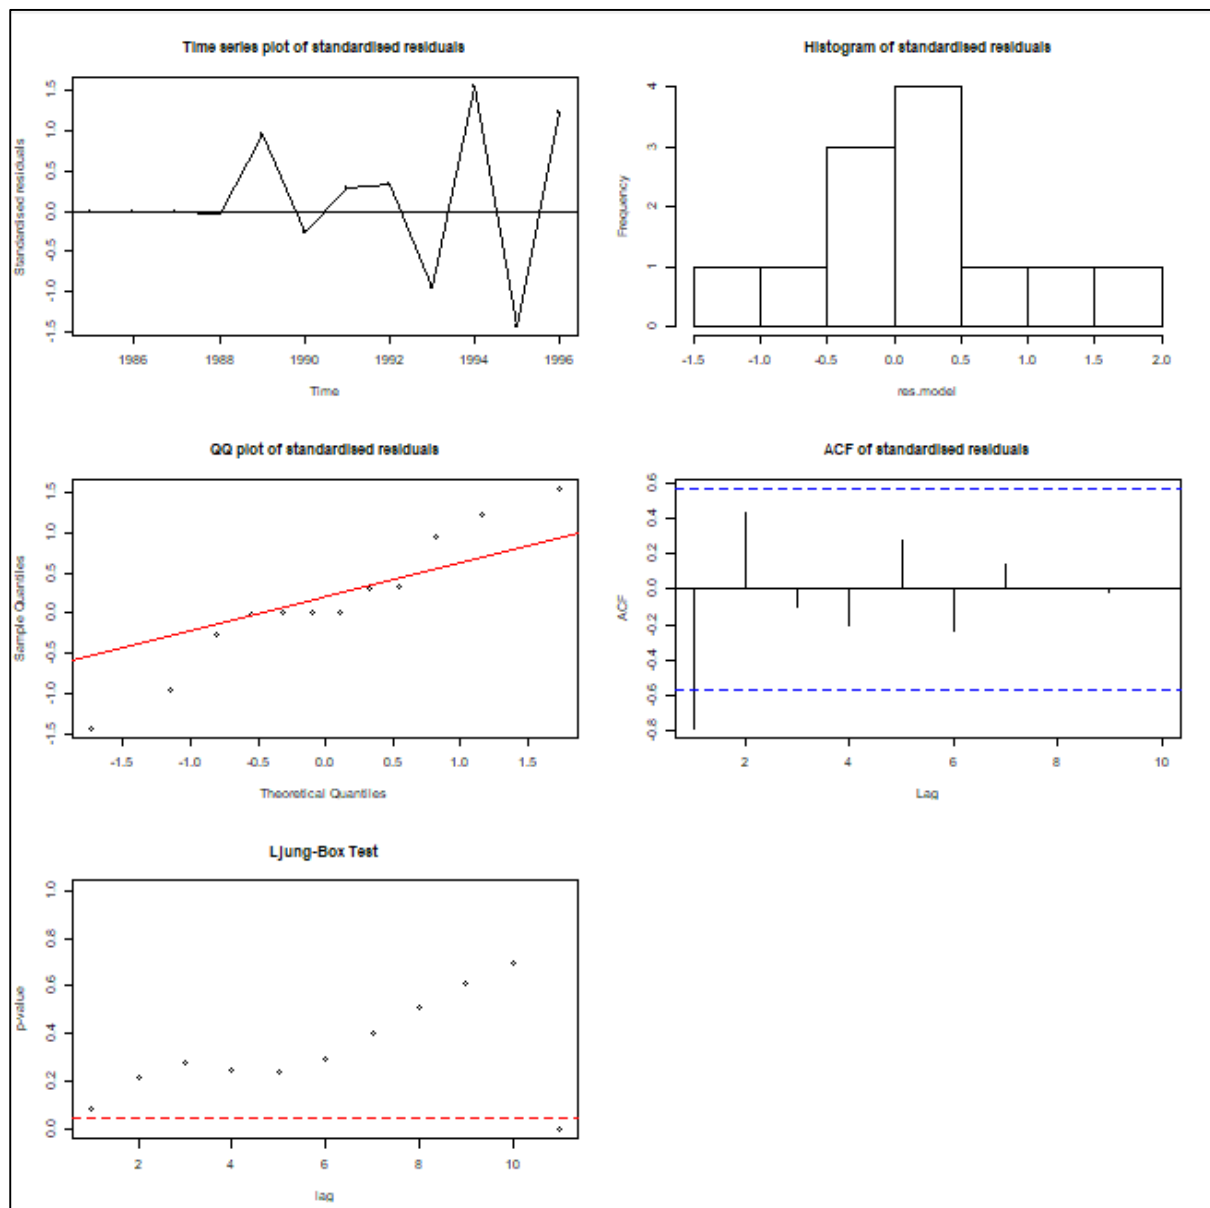 Time series plot of standardised residuals
Standardised residuals
1.5
1.0
0.5
0.0
-0.5
-1.0
-1.5
1986 1988 1990 1992 1994 1996
Time
Histogram of standardised residuals
Frequency
4
3
2
1
0
-1.5 -1.0 -0.5 0.0 0.5 1.0 1.5 2.0
res.model
QQ plot of standardised residuals
Sample Quantiles
1.5
1.0
0.5
0.0
-0.5
-1.0
-1.5
-1.5 -1.0 -0.5 0.0 0.5 1.0 1.5
Theoretical Quantiles
ACF of standardised residuals
ACF
0.6
0.4
0.2
0.0
-0.2
-0.4
-0.6
-0.8
2 4 6 8 10
Lag
Ljung-Box Test
p-value
1.0
0.8
0.6
0.4
0.2
0.0
2 4 6 8 10
lag